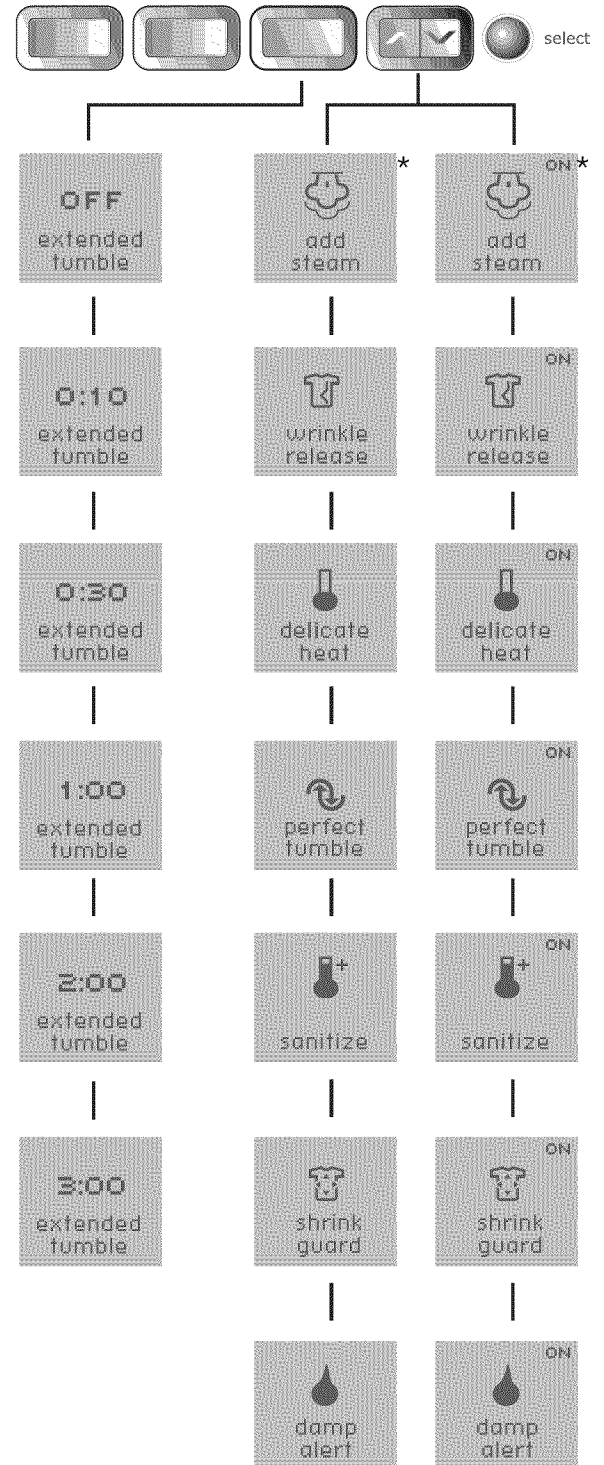 select
OFF
extended
tumble
*
add
steam
ON *
add
steam
0:10
extended
tumble
wrinkle
release
ON
wrinkle
release
0:30
extended
tumble
delicate
heat
ON
delicate
heat
1:00
extended
tumble
perfect
tumble
ON
perfect
tumble
2:00
extended
tumble
+
sanitize
ON
+
sanitize
3:00
extended
tumble
shrink
guard
ON
shrink
guard
damp
alert
ON
damp
alert